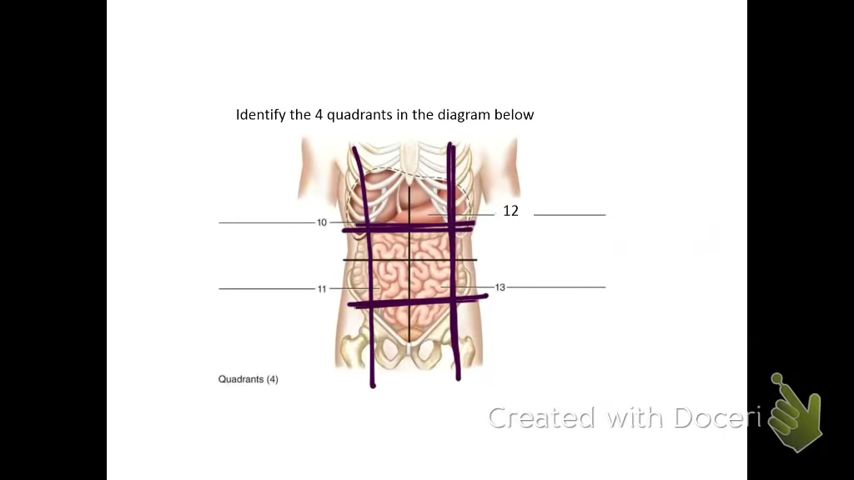 Identify the 4 quadrants in the diagram below
12
10
11
13
Quadrants (4)
Created with Doceri